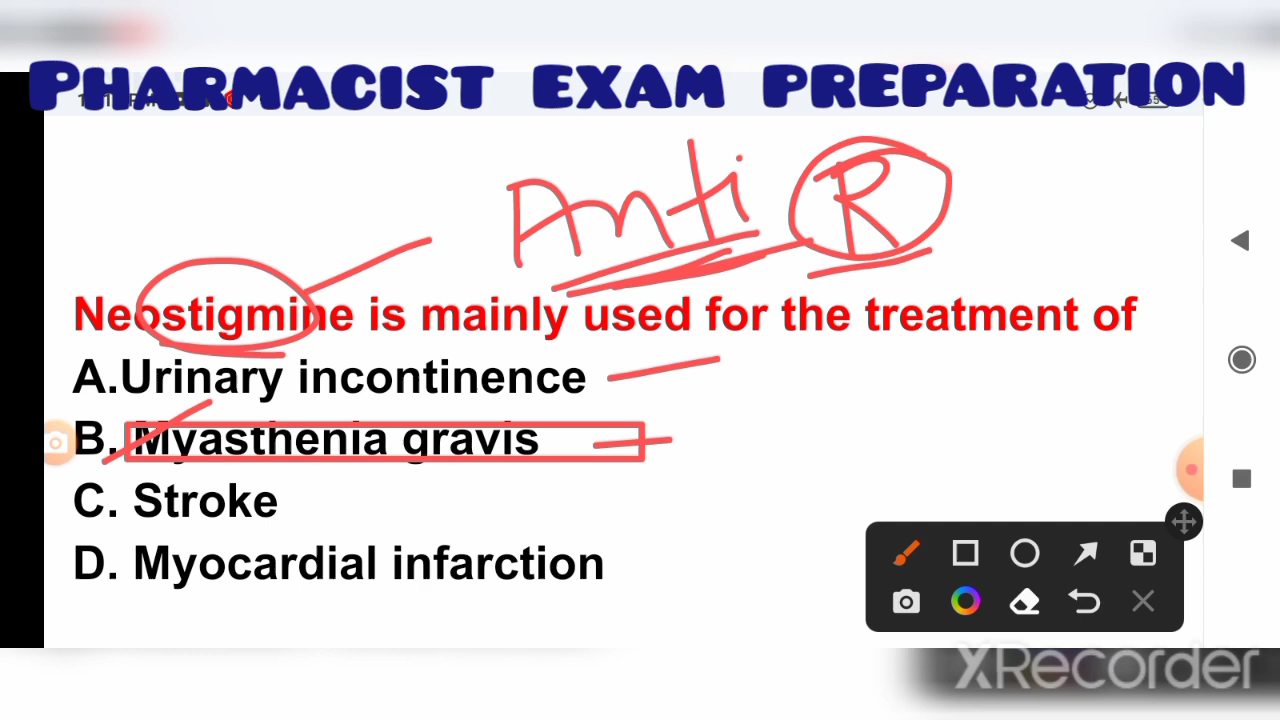 PHARMACIST EXAM PREPARATION
Anti R
Neostigmine is mainly used for the treatment of
A.Urinary incontinence
B. Myasthenia gravis
C. Stroke
D. Myocardial infarction
XRecorder